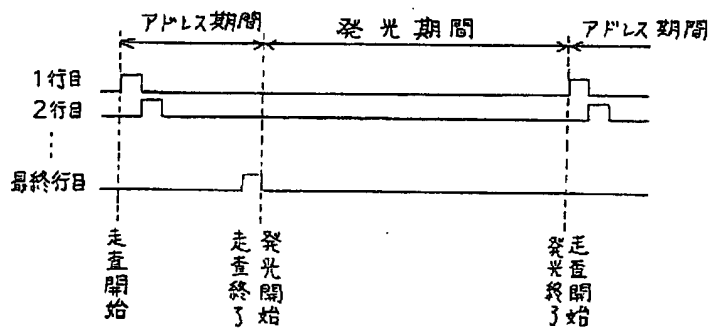 アドレス期間 発光期間 アドレス期間
1行目
2行目
⋮
最終行目
走査開始
走査終了
発光開始
発光終了
走査開始